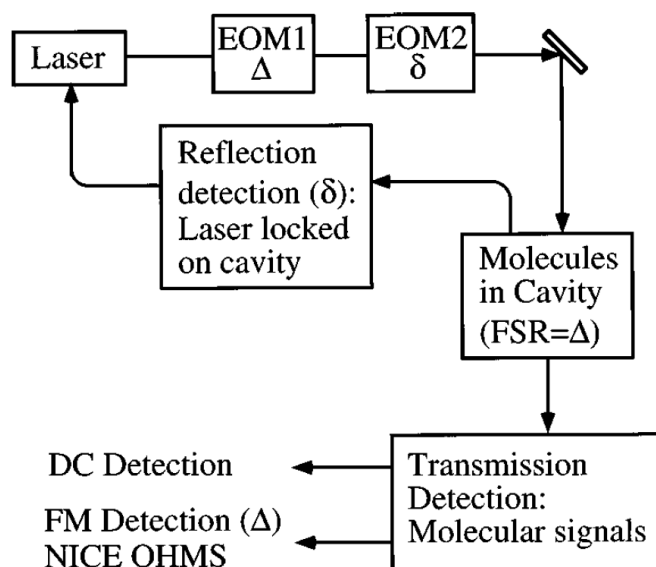 Laser
EOM1
Δ
EOM2
δ
Reflection
detection (δ):
Laser locked
on cavity
Molecules
in Cavity
(FSR=Δ)
Transmission
Detection:
Molecular signals
DC Detection
FM Detection (Δ)
NICE OHMS